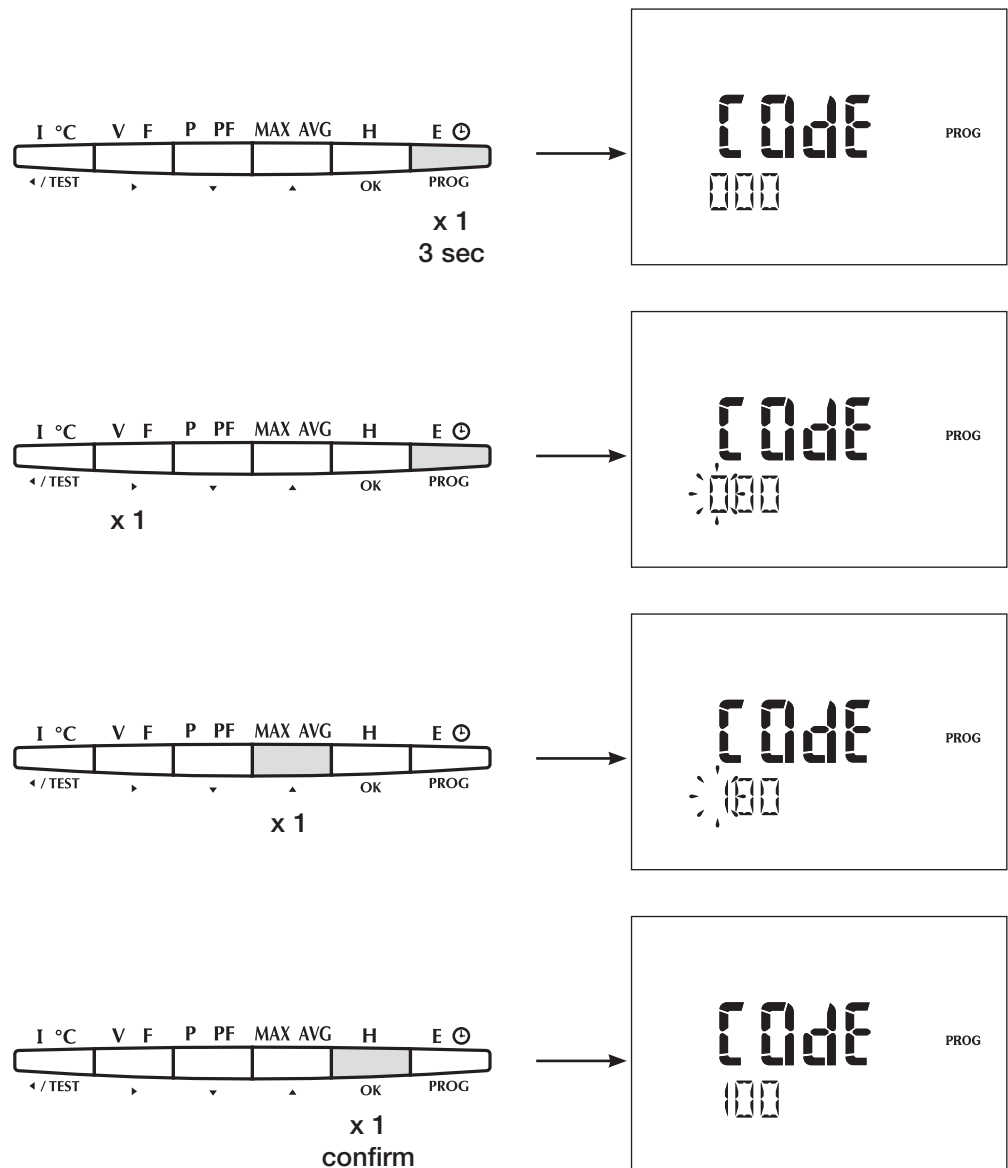 I °C V F P PF MAX AVG H E
◂ / TEST ▸ ▾ ▴ OK PROG
x 1
3 sec
COdE PROG
000
I °C V F P PF MAX AVG H E
◂ / TEST ▸ ▾ ▴ OK PROG
x 1
COdE PROG
000
I °C V F P PF MAX AVG H E
◂ / TEST ▸ ▾ ▴ OK PROG
x 1
COdE PROG
100
I °C V F P PF MAX AVG H E
◂ / TEST ▸ ▾ ▴ OK PROG
x 1
confirm
COdE PROG
100